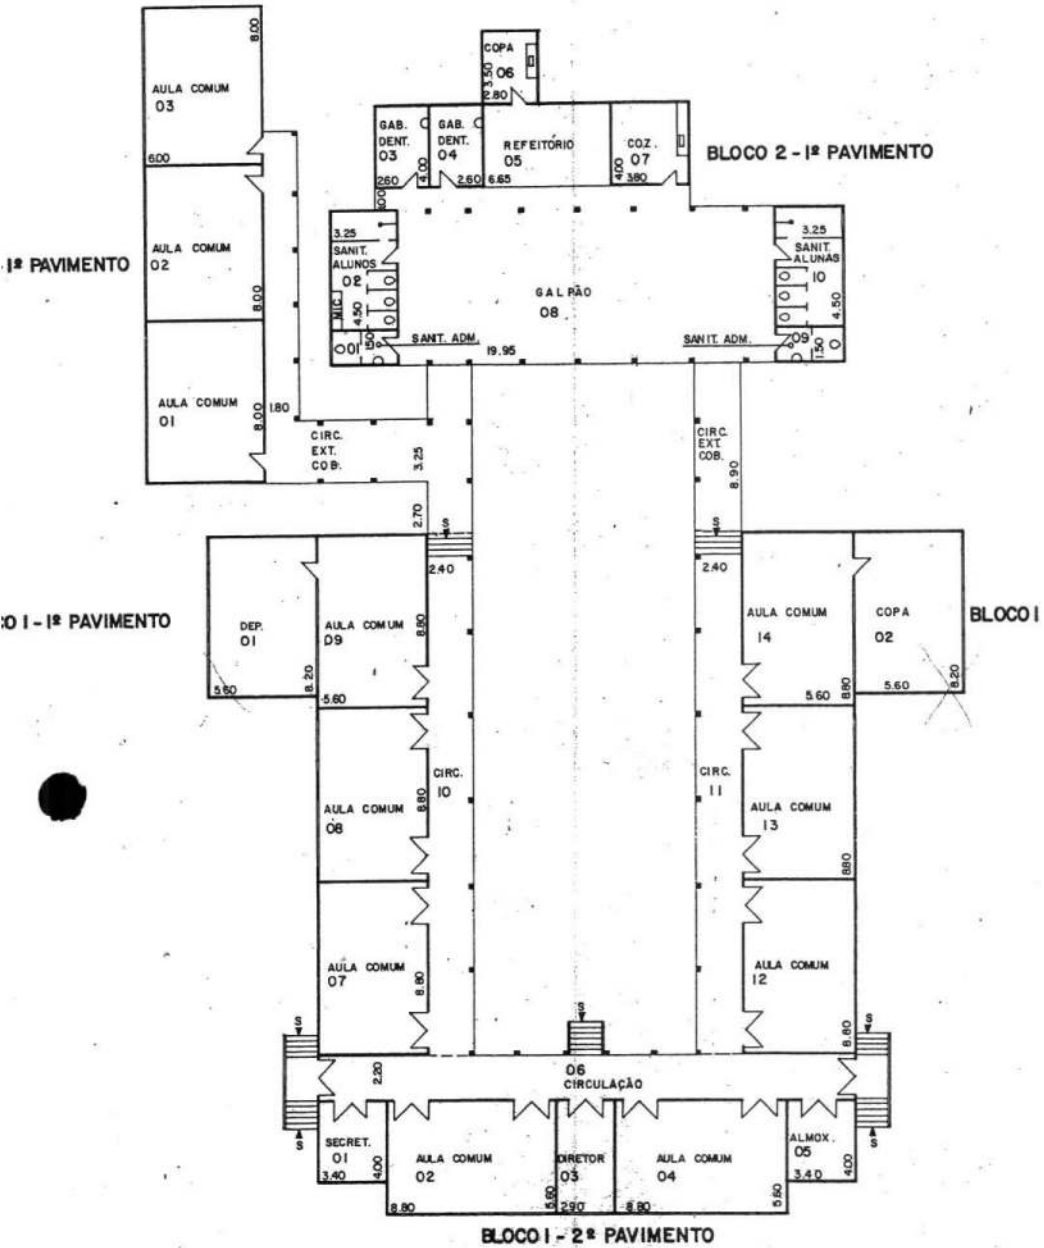 8.00
AULA COMUM
03
6.00
COPA
06
3.50
2.80
GAB.
DENT.
03
2.60
4.00
GAB.
DENT.
04
2.60
REFEITÓRIO
05
6.65
COZ.
07
4.00
3.80
BLOCO 2 - 1º PAVIMENTO
1º PAVIMENTO
AULA COMUM
02
8.00
3.25
SANIT.
ALUNOS
02
MIC
4.50
01
1.50
SANIT. ADM.
GALPÃO
08
19.95
3.25
SANIT.
ALUNAS
10
4.50
SANIT. ADM.
09
1.50
AULA COMUM
01
8.00
1.80
CIRC.
EXT.
COB.
3.25
2.70
CIRC.
EXT.
COB.
8.90
S
2.40
S
2.40
O 1 - 1º PAVIMENTO
DEP.
01
5.60
8.20
AULA COMUM
09
8.80
5.60
AULA COMUM
14
5.60
8.80
COPA
02
5.60
8.20
BLOCO 1
AULA COMUM
08
8.80
CIRC.
10
CIRC.
11
AULA COMUM
13
8.80
AULA COMUM
07
8.80
AULA COMUM
12
8.80
S
S
S
2.20
06
CIRCULAÇÃO
S
S
SECRET.
01
3.40
4.00
AULA COMUM
02
8.80
5.60
DIRETOR
03
2.90
AULA COMUM
04
8.80
5.60
ALMOX.
05
3.40
4.00
BLOCO 1 - 2º PAVIMENTO